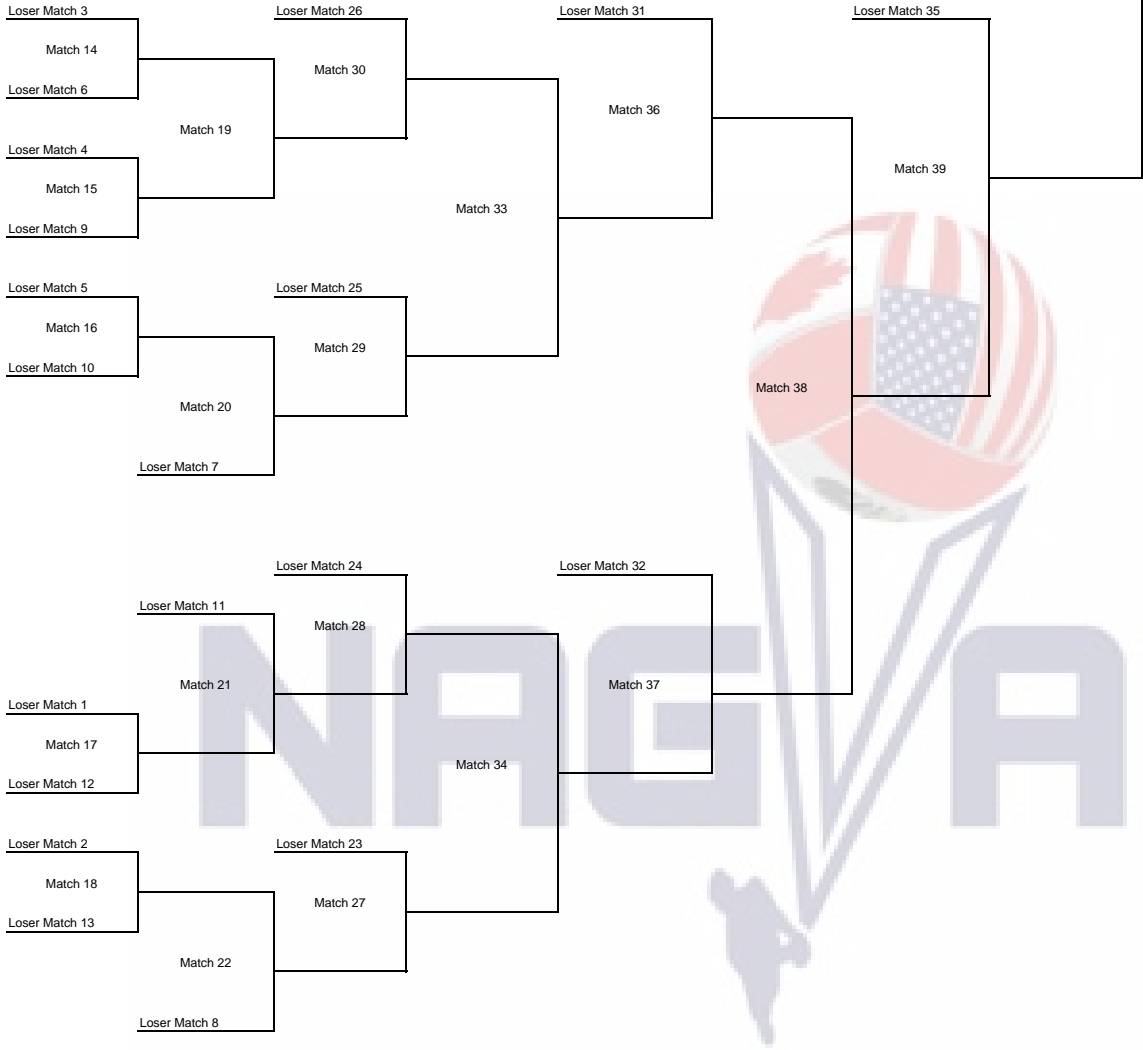 Loser Match 3
Loser Match 26
Loser Match 31
Loser Match 35
Match 14
Match 30
Loser Match 6
Match 36
Match 19
Loser Match 4
Match 39
Match 15
Match 33
Loser Match 9
Loser Match 5
Loser Match 25
Match 16
Match 29
Loser Match 10
Match 38
Match 20
Loser Match 7
Loser Match 24
Loser Match 32
Loser Match 11
Match 28
Match 21
Match 37
Loser Match 1
Match 17
Match 34
Loser Match 12
NAGVA
Loser Match 2
Loser Match 23
Match 18
Match 27
Loser Match 13
Match 22
Loser Match 8